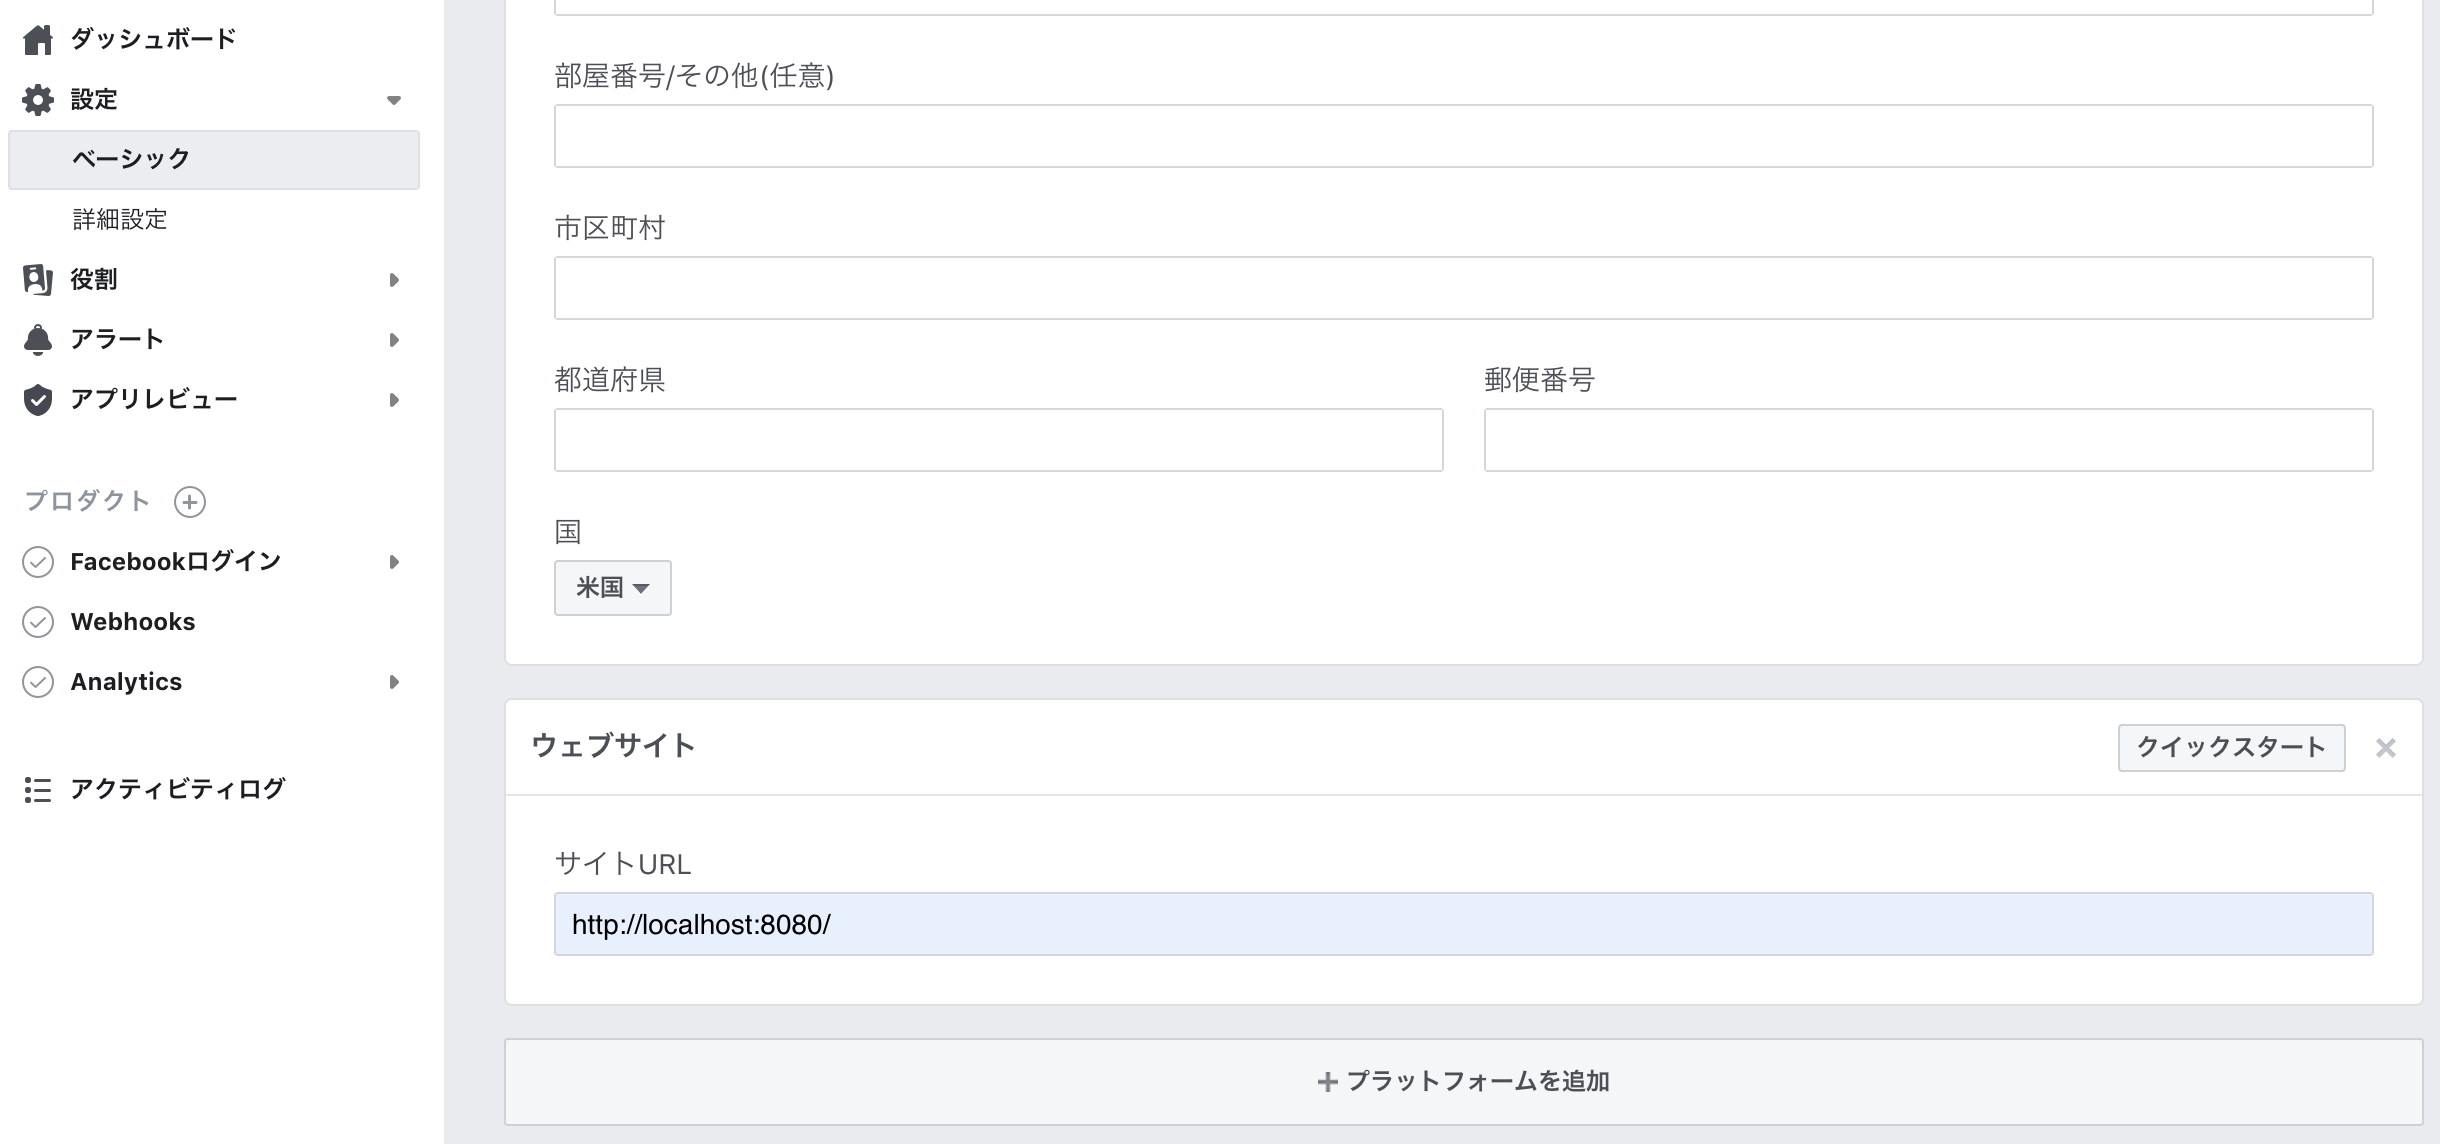 ダッシュボード
設定
ベーシック
詳細設定
役割
アラート
アプリレビュー
プロダクト
Facebookログイン
Webhooks
Analytics
アクティビティログ
部屋番号/その他(任意)
市区町村
都道府県
郵便番号
国
米国
ウェブサイト
クイックスタート
サイトURL
http://localhost:8080/
プラットフォームを追加